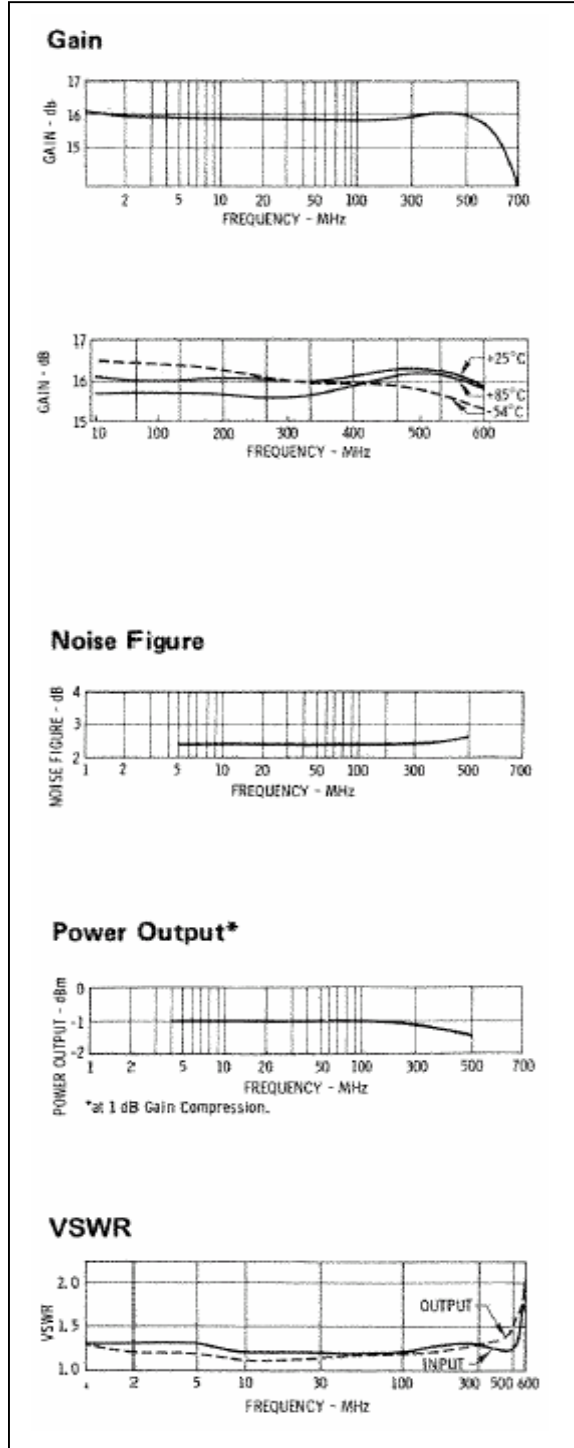 Gain
17
16
15
GAIN - db
2 5 10 20 50 100 300 500 700
FREQUENCY - MHz
17
16
15
GAIN - dB
+25°C
+85°C
-54°C
10 100 200 300 400 500 600
FREQUENCY - MHz
Noise Figure
4
3
2
NOISE FIGURE - dB
1 2 5 10 20 50 100 300 500 700
FREQUENCY - MHz
Power Output*
0
-1
-2
POWER OUTPUT - dBm
1 2 5 10 20 50 100 300 500 700
FREQUENCY - MHz
*at 1 dB Gain Compression.
VSWR
2.0
1.5
1.0
VSWR
OUTPUT
INPUT
2 5 10 30 100 300 500 600
FREQUENCY - MHz